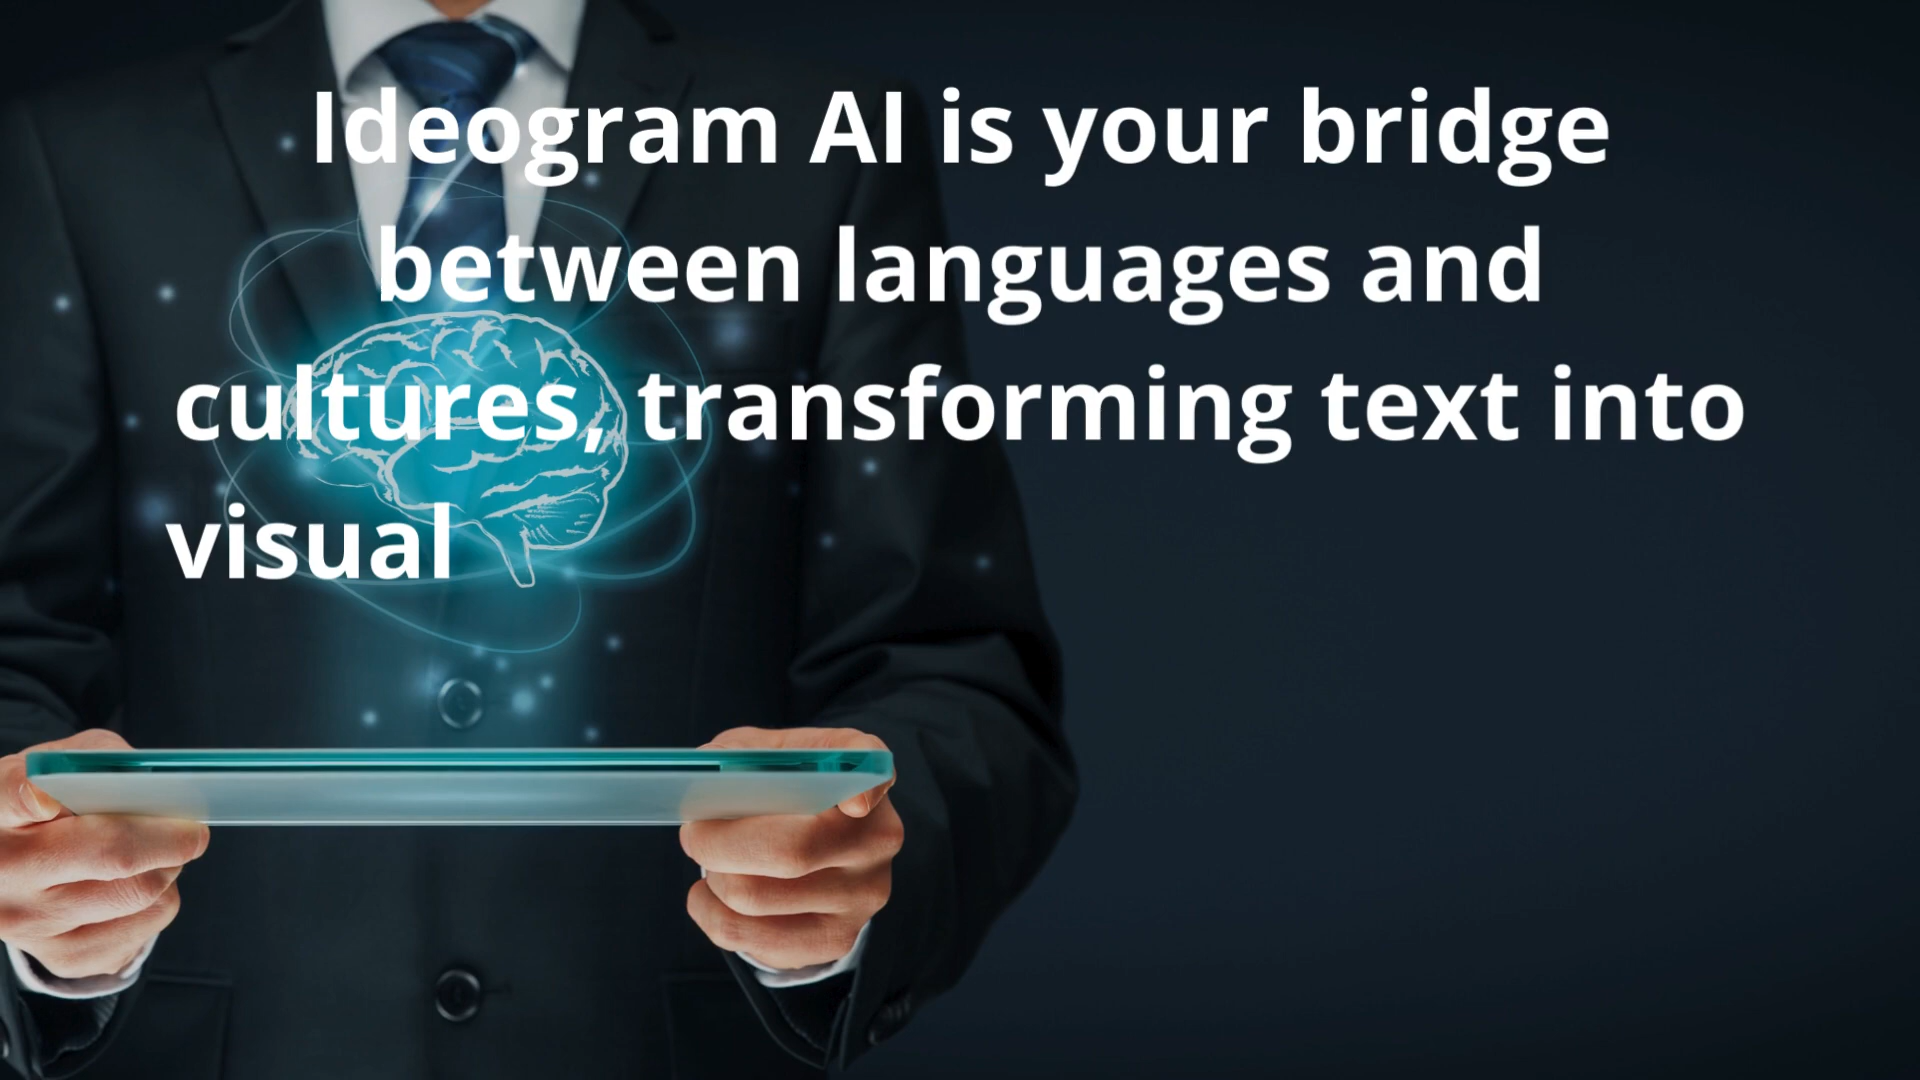 Ideogram AI is your bridge
between languages and
cultures, transforming text into
visual